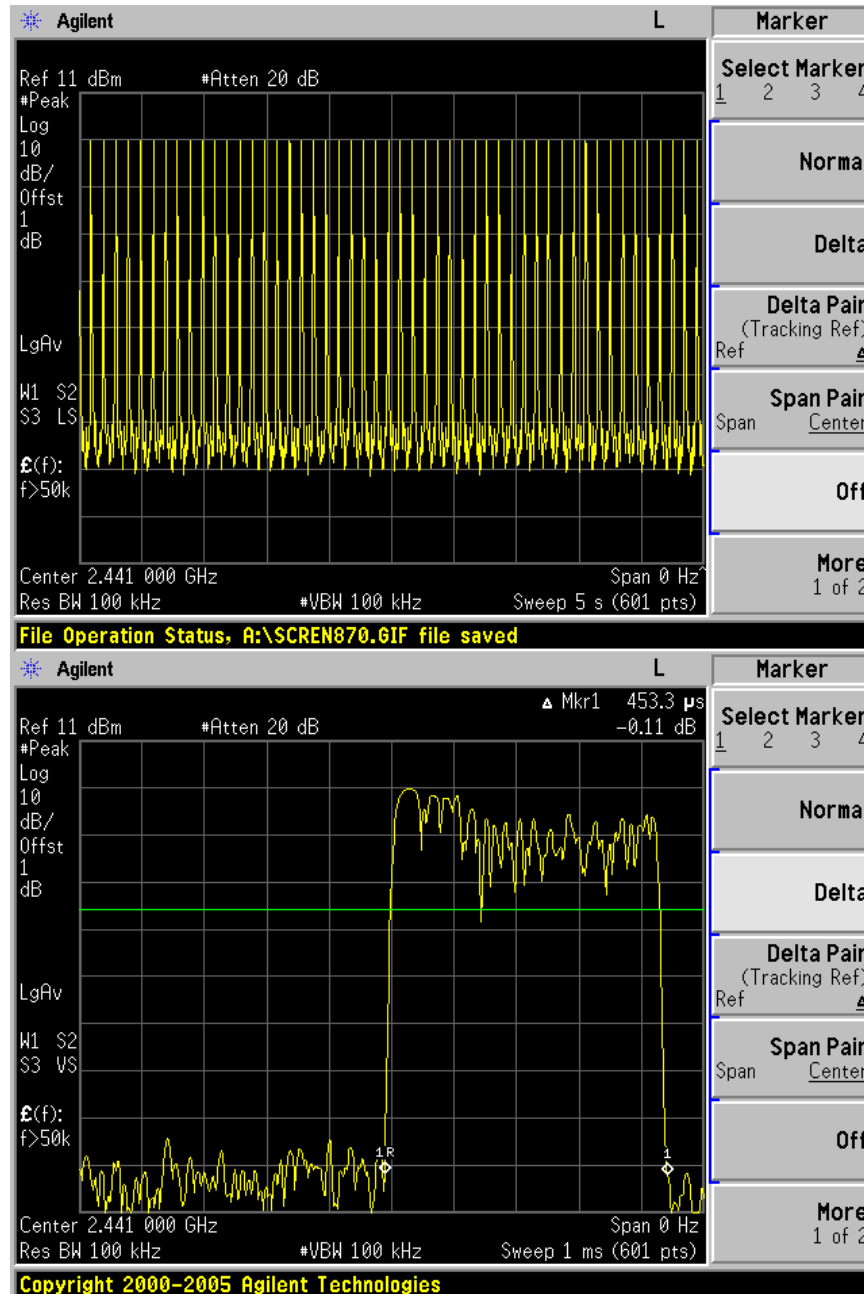 Agilent L Marker
Ref 11 dBm #Atten 20 dB
#Peak
Log
10
dB/
Offst
1
dB
LgAv
W1 S2
S3 LS
£(f):
f>50k
Center 2.441 000 GHz Span 0 Hz^
Res BW 100 kHz #VBW 100 kHz Sweep 5 s (601 pts)
File Operation Status, A:\SCREN870.GIF file saved
Select Marker
1 2 3 4
Norma
Delta
Delta Pair
(Tracking Ref)
Ref Δ
Span Pair
Span Center
Off
More
1 of 2
Agilent L Marker
Δ Mkr1 453.3 µs
Ref 11 dBm #Atten 20 dB -0.11 dB
#Peak
Log
10
dB/
Offst
1
dB
LgAv
W1 S2
S3 VS
£(f):
f>50k
1R 1
Center 2.441 000 GHz Span 0 Hz
Res BW 100 kHz #VBW 100 kHz Sweep 1 ms (601 pts)
Copyright 2000-2005 Agilent Technologies
Select Marker
1 2 3 4
Norma
Delta
Delta Pair
(Tracking Ref)
Ref Δ
Span Pair
Span Center
Off
More
1 of 2